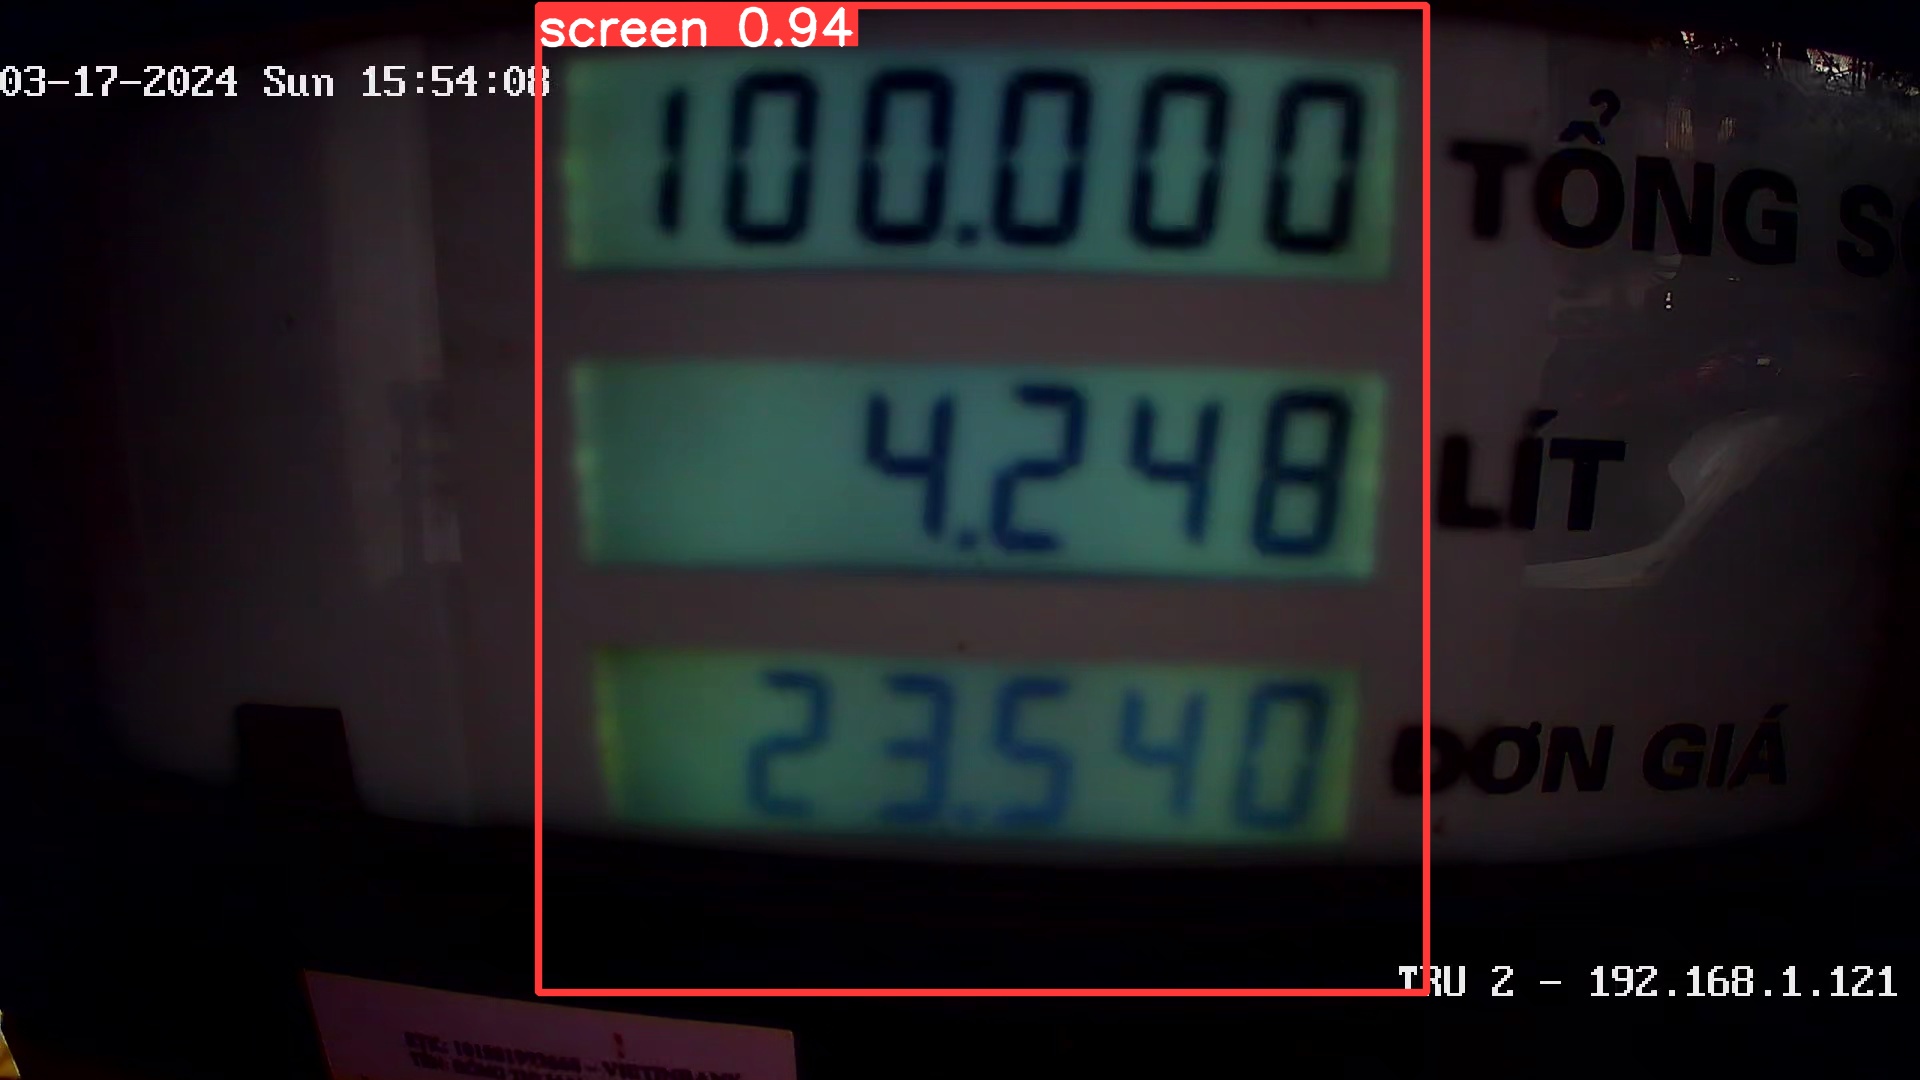 screen 0.94
03-17-2024 Sun 15:54:08
100.000
TỔNG
4.248
LÍT
23.540
ĐƠN GIÁ
TRU 2 - 192.168.1.121